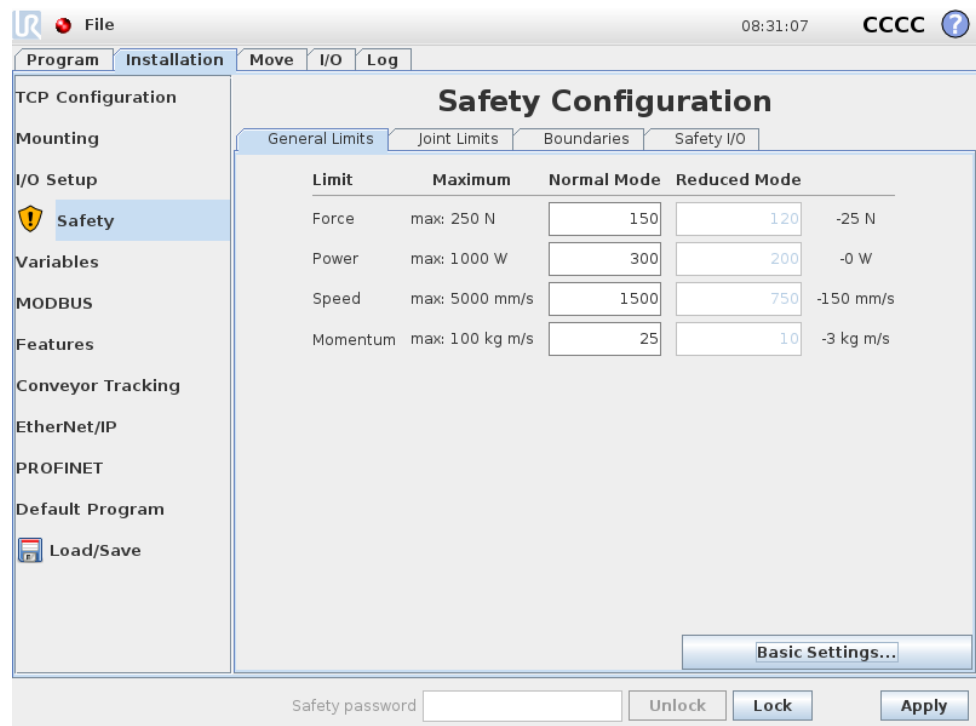 UR File 08:31:07 CCCC ?
Program Installation Move I/O Log
TCP Configuration
Mounting
I/O Setup
Safety
Variables
MODBUS
Features
Conveyor Tracking
EtherNet/IP
PROFINET
Default Program
Load/Save
Safety Configuration
General Limits Joint Limits Boundaries Safety I/O
Limit Maximum Normal Mode Reduced Mode
Force max: 250 N 150 120 -25 N
Power max: 1000 W 300 200 -0 W
Speed max: 5000 mm/s 1500 750 -150 mm/s
Momentum max: 100 kg m/s 25 10 -3 kg m/s
Basic Settings...
Safety password Unlock Lock Apply